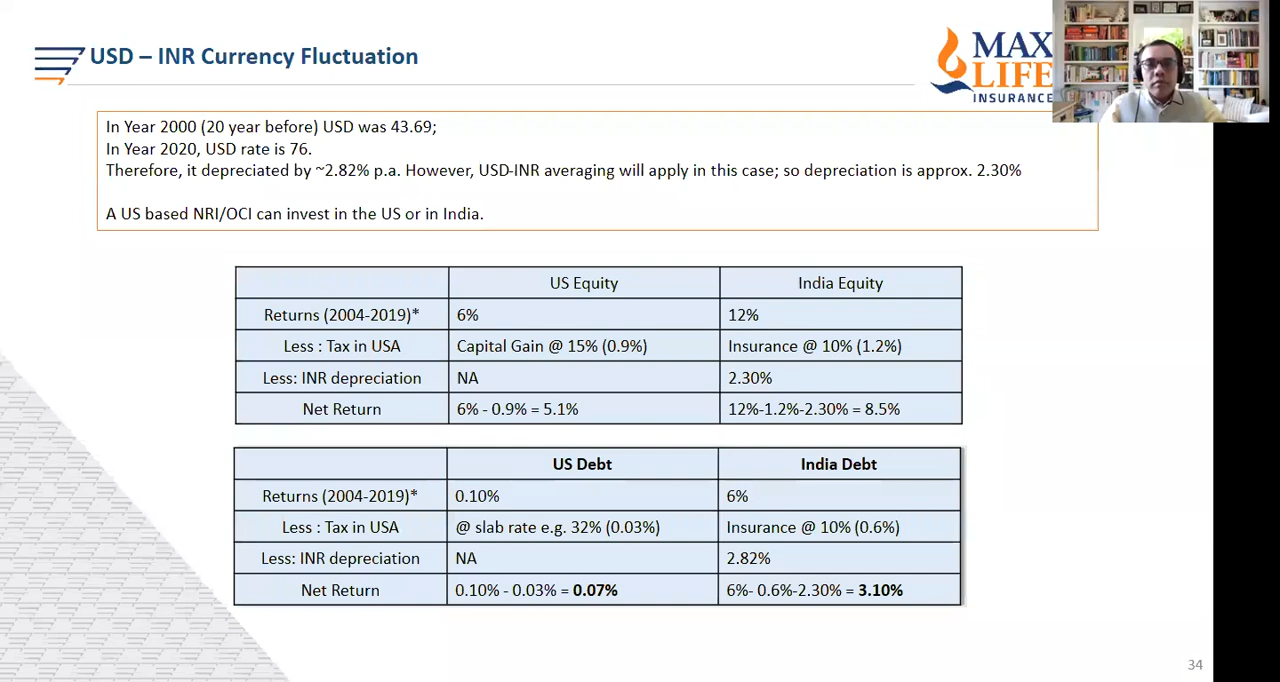 USD – INR Currency Fluctuation
MAX
LIFE
INSURANCE
In Year 2000 (20 year before) USD was 43.69;
In Year 2020, USD rate is 76.
Therefore, it depreciated by ~2.82% p.a. However, USD-INR averaging will apply in this case; so depreciation is approx. 2.30%
A US based NRI/OCI can invest in the US or in India.
US Equity India Equity
Returns (2004-2019)* 6% 12%
Less : Tax in USA Capital Gain @ 15% (0.9%) Insurance @ 10% (1.2%)
Less: INR depreciation NA 2.30%
Net Return 6% - 0.9% = 5.1% 12%-1.2%-2.30% = 8.5%
US Debt India Debt
Returns (2004-2019)* 0.10% 6%
Less : Tax in USA @ slab rate e.g. 32% (0.03%) Insurance @ 10% (0.6%)
Less: INR depreciation NA 2.82%
Net Return 0.10% - 0.03% = 0.07% 6%- 0.6%-2.30% = 3.10%
34